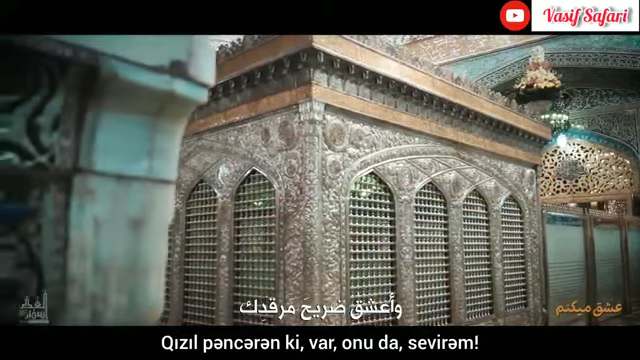 Vasif Safari
وأعشق ضريح مرقدك
عشق میکنم
Qızıl pəncərən ki, var, onu da, sevirəm!